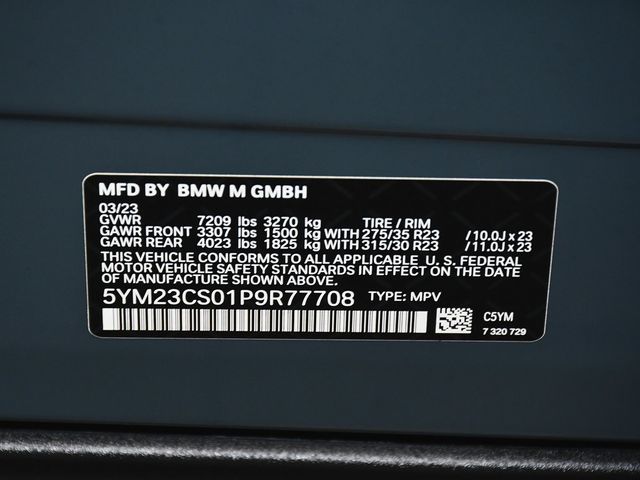 MFD BY BMW M GMBH
03/23
GVWR 7209 lbs 3270 kg TIRE / RIM
GAWR FRONT 3307 lbs 1500 kg WITH 275/35 R23 /10.0J x 23
GAWR REAR 4023 lbs 1825 kg WITH 315/30 R23 /11.0J x 23
THIS VEHICLE CONFORMS TO ALL APPLICABLE U. S. FEDERAL
MOTOR VEHICLE SAFETY STANDARDS IN EFFECT ON THE DATE
OF MANUFACTURE SHOWN ABOVE.
5YM23CS01P9R77708 TYPE: MPV
C5YM
7 320 729